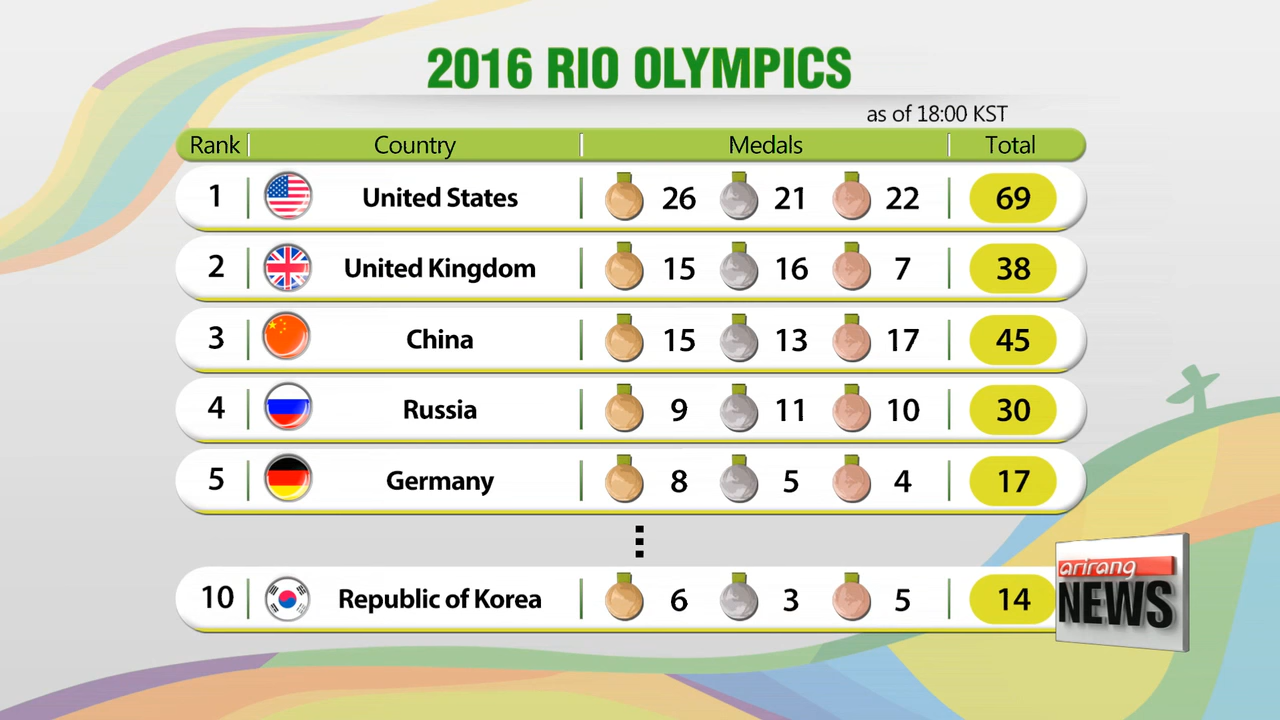 2016 RIO OLYMPICS
as of 18:00 KST
Rank Country Medals Total
1 United States 26 21 22 69
2 United Kingdom 15 16 7 38
3 China 15 13 17 45
4 Russia 9 11 10 30
5 Germany 8 5 4 17
10 Republic of Korea 6 3 5 14
arirang
NEWS